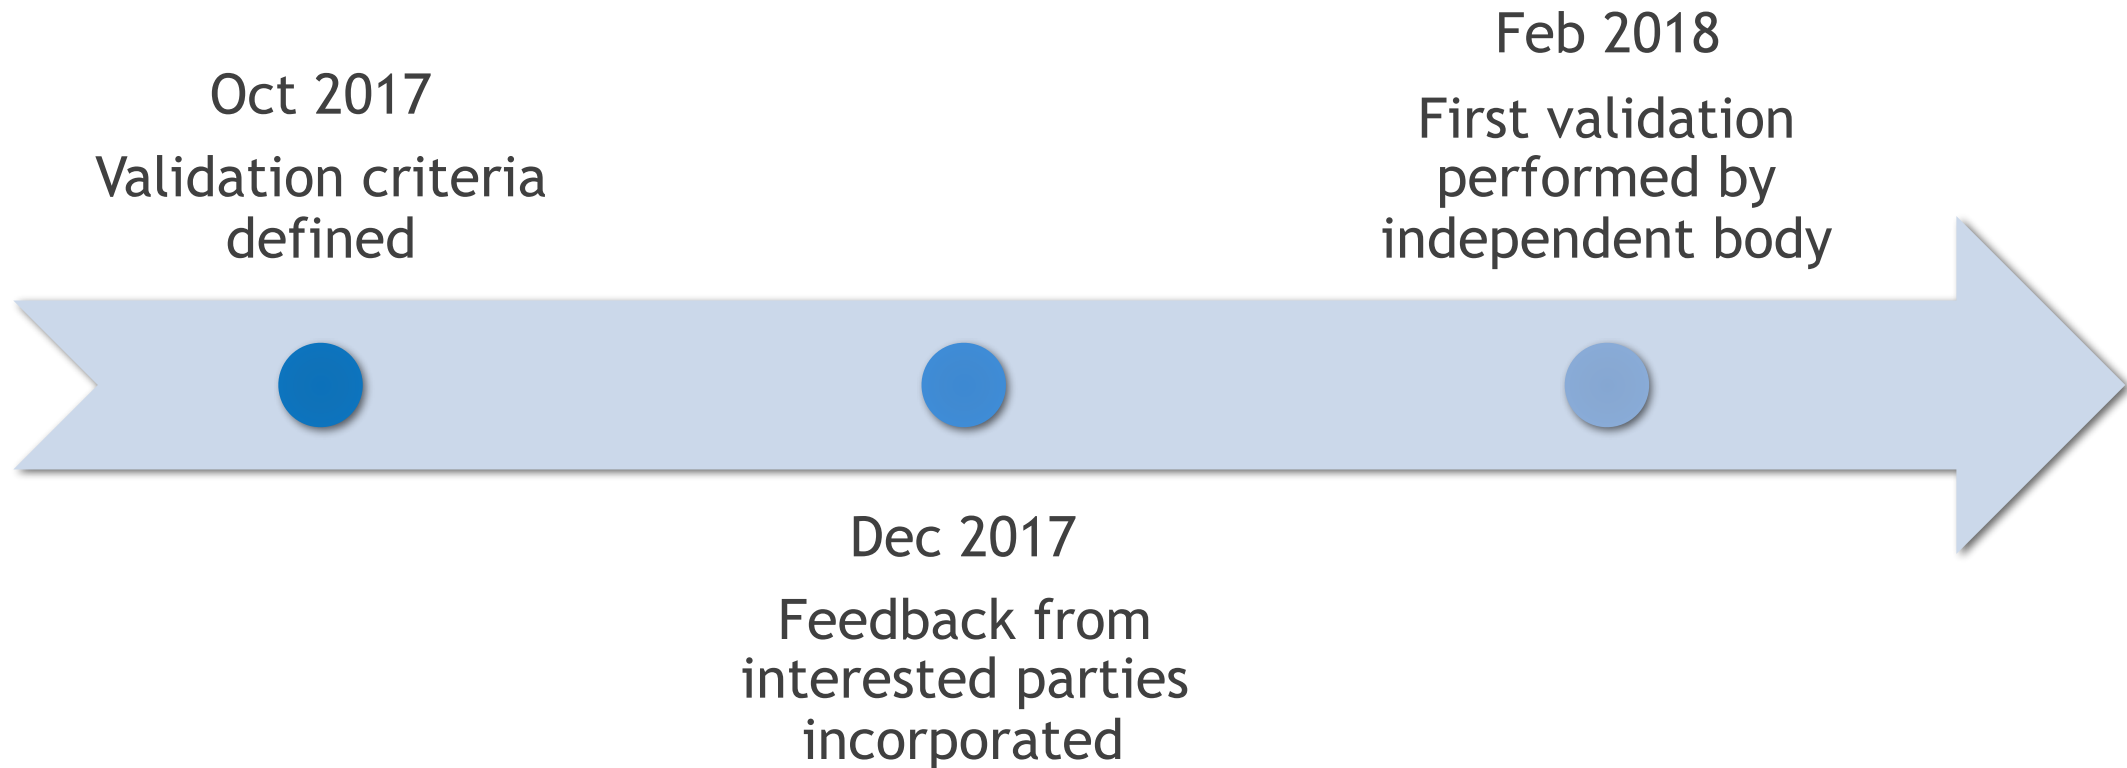 Oct 2017
Validation criteria
defined
Dec 2017
Feedback from
interested parties
incorporated
Feb 2018
First validation
performed by
independent body